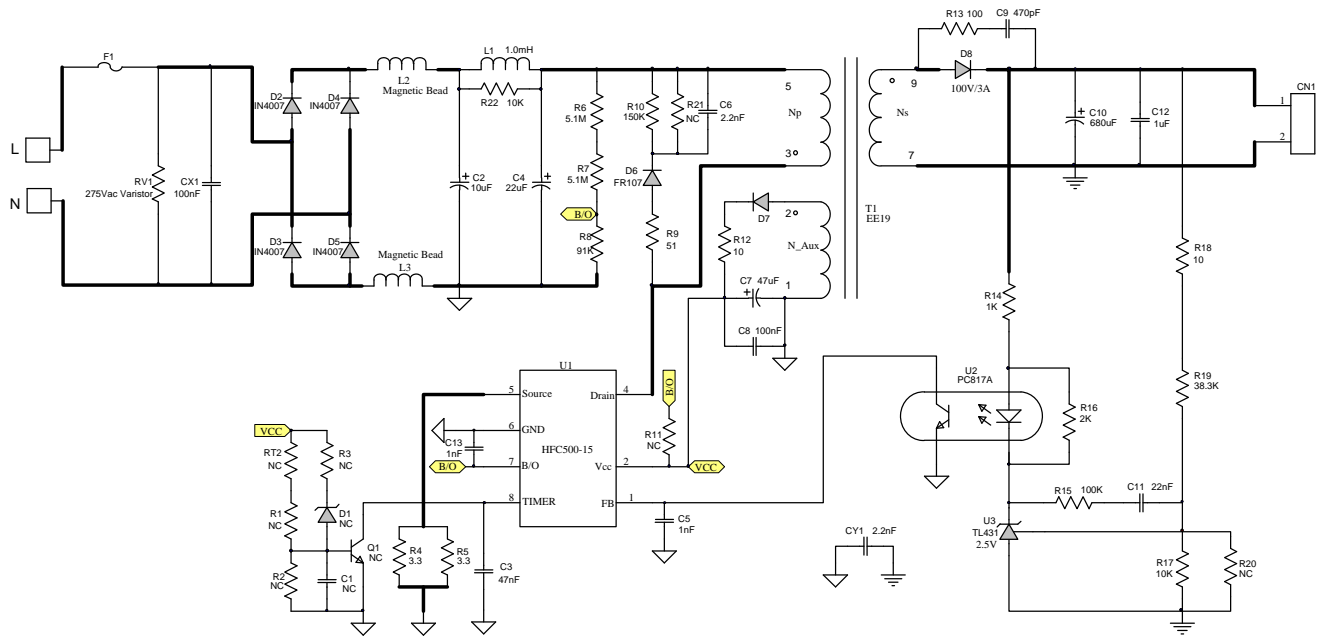 R13 100
C9 470pF
F1
L1 1.0mH
D8
100V/3A
L2
Magnetic Bead
R22 10K
D2
IN4007
D4
IN4007
R6
5.1M
R10
150K
R21
NC
C6
2.2nF
5
Np
3
9
Ns
7
C10
680uF
C12
1uF
CN1
1
2
L
N
RV1
275Vac Varistor
CX1
100nF
C2
10uF
C4
22uF
R7
5.1M
D6
FR107
B/O
R8
91K
R9
51
D7
2
N_Aux
1
T1
EE19
R12
10
C7 47uF
C8 100nF
D3
IN4007
D5
IN4007
Magnetic Bead
L3
R18
10
R14
1K
U1
5
Source
Drain
4
6
GND
HFC500-15
7
B/O
Vcc
2
8
TIMER
FB
1
C13
1nF
B/O
B/O
R11
NC
VCC
U2
PC817A
R16
2K
R19
38.3K
VCC
RT2
NC
R3
NC
R1
NC
D1
NC
Q1
NC
R2
NC
C1
NC
R4
3.3
R5
3.3
C3
47nF
C5
1nF
CY1 2.2nF
R15 100K
C11 22nF
U3
TL431
2.5V
R17
10K
R20
NC